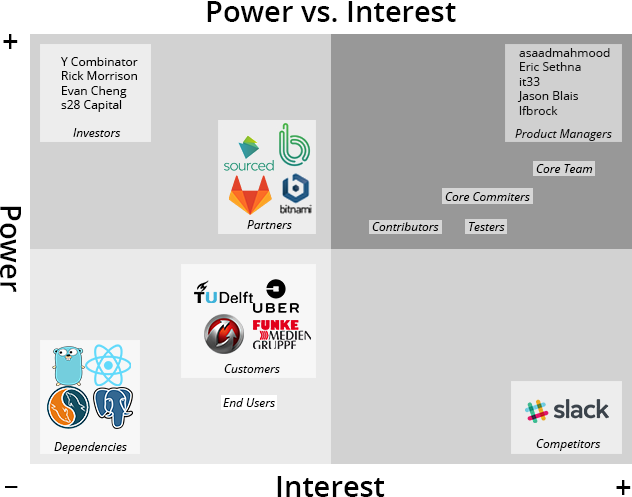 Power vs. Interest
+
Y Combinator
Rick Morrison
Evan Cheng
s28 Capital
Investors
asaadmahmood
Eric Sethna
it33
Jason Blais
lfbrock
Product Managers
sourced
bitnami
Partners
Core Team
Core Commiters
Contributors
Testers
Power
TUDelft
UBER
FUNKE
MEDIEN
GRUPPE
Customers
End Users
Dependencies
slack
Competitors
−
Interest
+